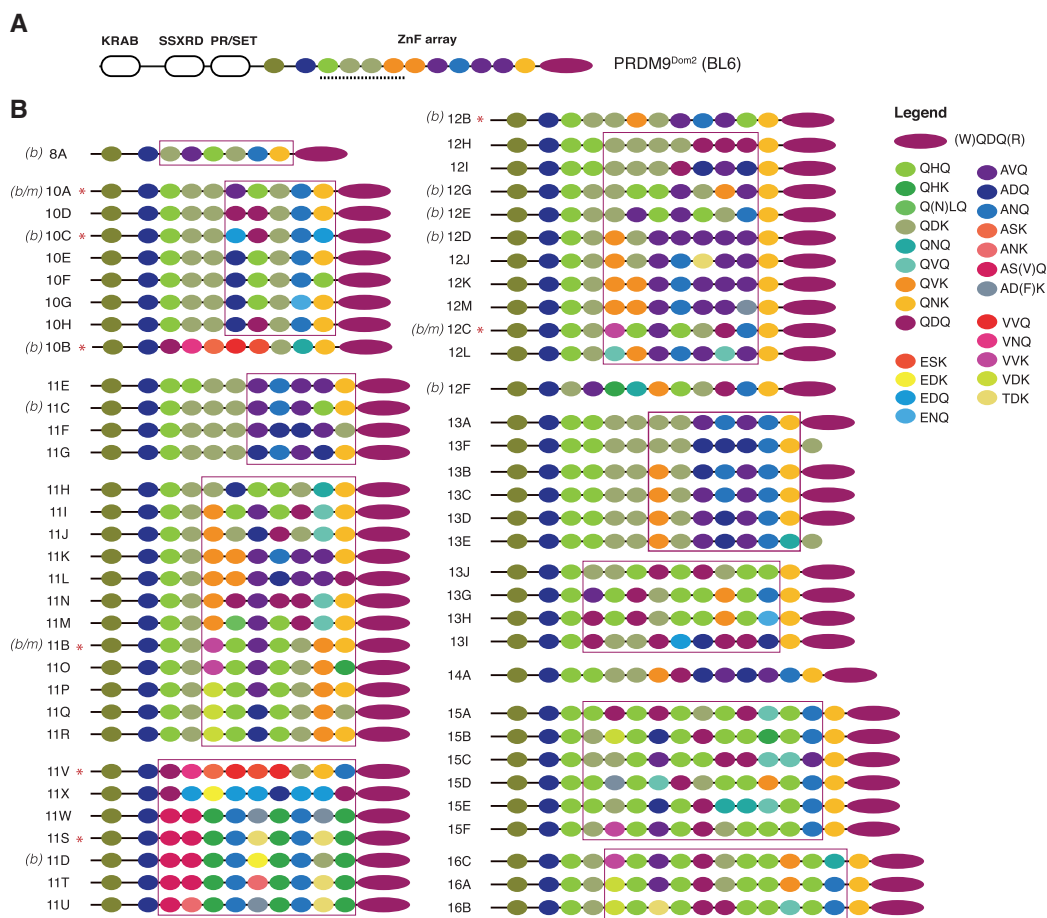 A
KRAB SSXRD PR/SET ZnF array
PRDM9Dom2 (BL6)
B
(b) 8A
(b/m) 10A *
10D
(b) 10C *
10E
10F
10G
10H
(b) 10B *
11E
(b) 11C
11F
11G
11H
11I
11J
11K
11L
11N
11M
(b/m) 11B *
11O
11P
11Q
11R
11V *
11X
11W
11S *
(b) 11D
11T
11U
(b) 12B *
12H
12I
(b) 12G
(b) 12E
(b) 12D
12J
12K
12M
(b/m) 12C *
12L
(b) 12F
13A
13F
13B
13C
13D
13E
13J
13G
13H
13I
14A
15A
15B
15C
15D
15E
15F
16C
16A
16B
Legend
(W)QDQ(R)
QHQ
QHK
Q(N)LQ
QDK
QNQ
QVQ
QVK
QNK
QDQ
ESK
EDK
EDQ
ENQ
AVQ
ADQ
ANQ
ASK
ANK
AS(V)Q
AD(F)K
VVQ
VNQ
VVK
VDK
TDK